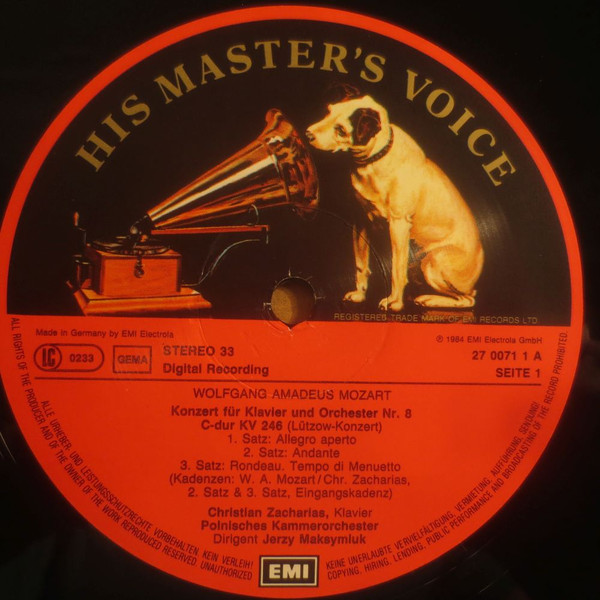 HIS MASTER'S VOICE
REGISTERED TRADE MARK OF EMI RECORDS LTD
Made in Germany by EMI Electrola
℗ 1984 EMI Electrola GmbH
LC 0233
GEMA
STEREO 33
27 0071 1 A
Digital Recording
SEITE 1
WOLFGANG AMADEUS MOZART
Konzert für Klavier und Orchester Nr. 8
C-dur KV 246 (Lützow-Konzert)
1. Satz: Allegro aperto
2. Satz: Andante
3. Satz: Rondeau. Tempo di Menuetto
(Kadenzen: W. A. Mozart/Chr. Zacharias,
2. Satz & 3. Satz, Eingangskadenz)
Christian Zacharias, Klavier
Polnisches Kammerorchester
Dirigent Jerzy Maksymiuk
EMI
ALLE URHEBER- UND LEISTUNGSSCHUTZRECHTE VORBEHALTEN. KEIN VERLEIH! KEINE UNERLAUBTE VERVIELFÄLTIGUNG, VERMIETUNG, AUFFÜHRUNG, SENDUNG!
ALL RIGHTS OF THE PRODUCER AND OF THE OWNER OF THE WORK REPRODUCED RESERVED. UNAUTHORIZED COPYING, HIRING, LENDING, PUBLIC PERFORMANCE AND BROADCASTING OF THE RECORD PROHIBITED.